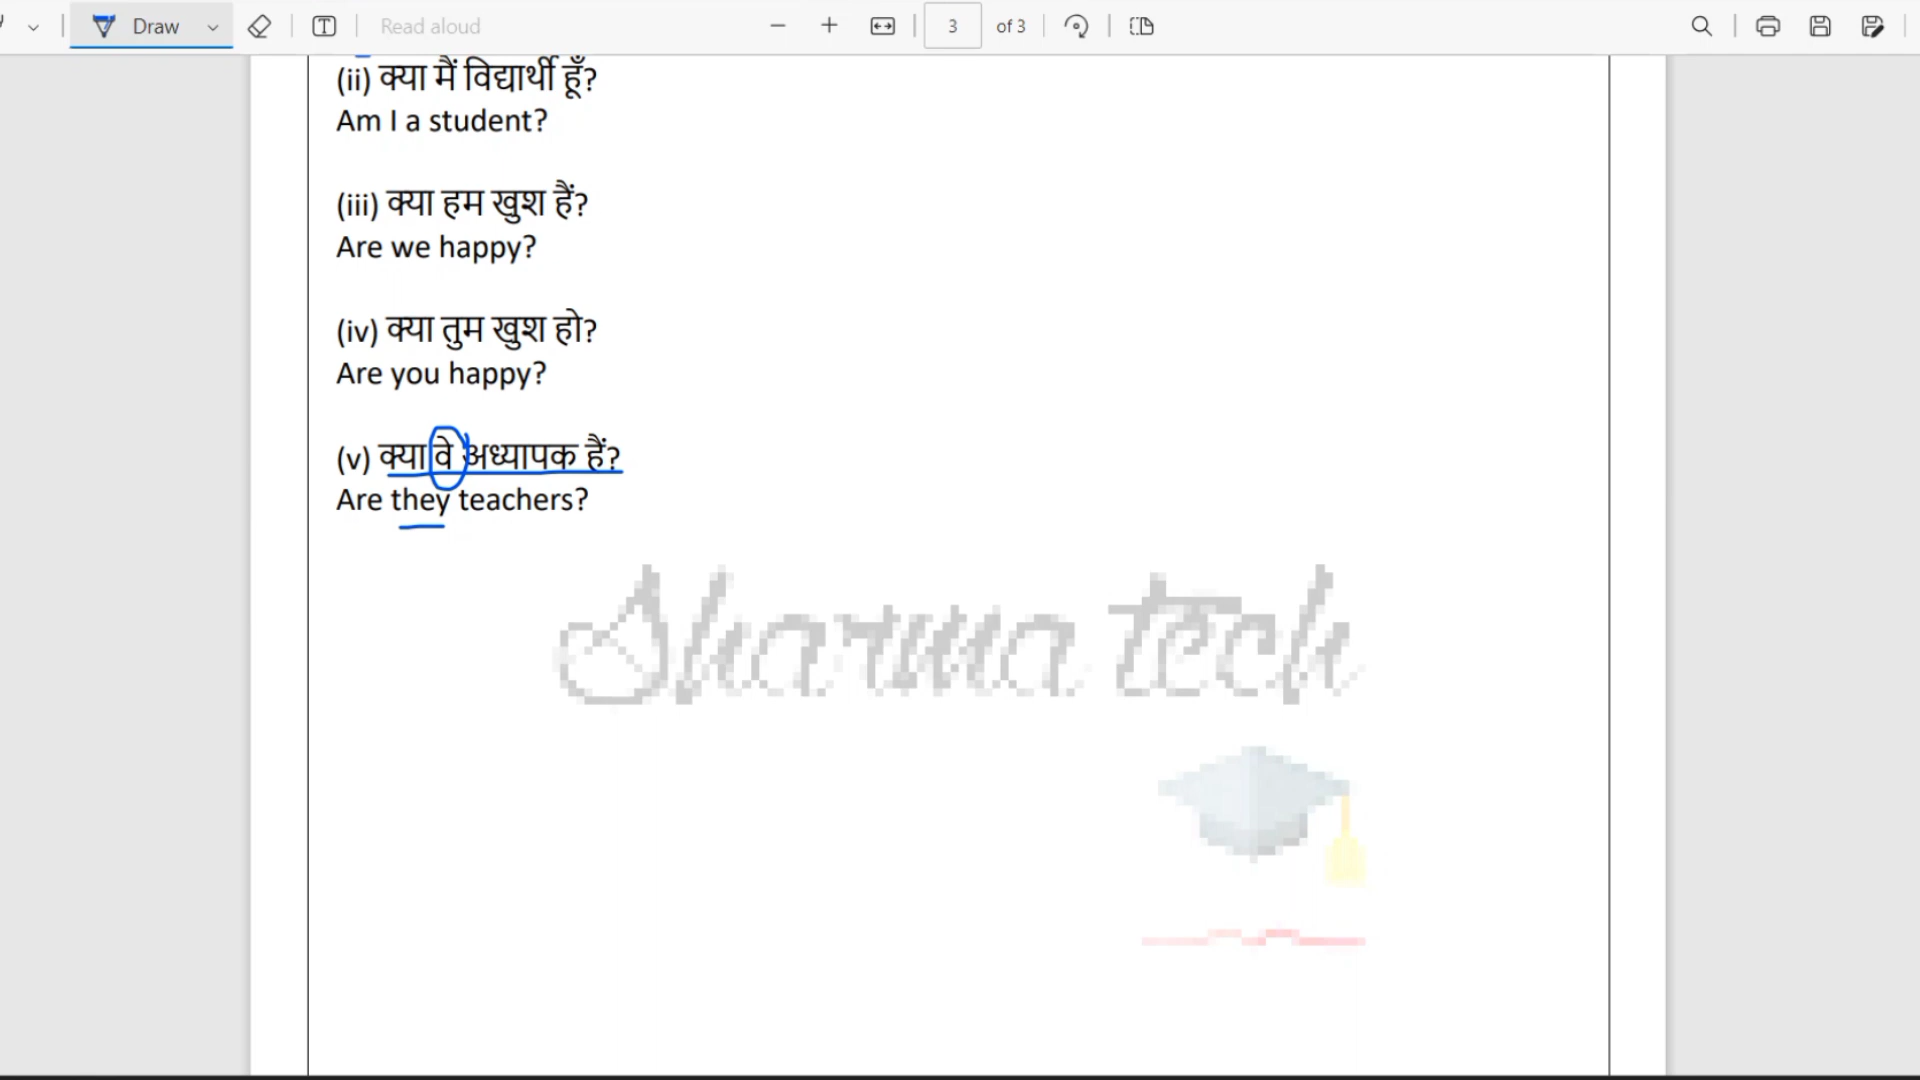 Draw
Read aloud
3 of 3
(ii) क्या मैं विद्यार्थी हूँ?
Am I a student?
(iii) क्या हम खुश हैं?
Are we happy?
(iv) क्या तुम खुश हो?
Are you happy?
(v) क्या वे अध्यापक हैं?
Are they teachers?
Sharma tech